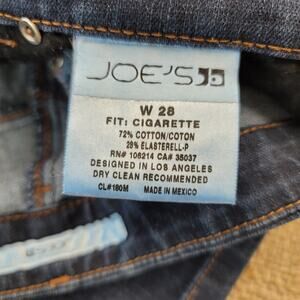 JOE'S
W 28
FIT: CIGARETTE
72% COTTON/COTON
28% ELASTERELL-P
RN# 106214 CA# 35037
DESIGNED IN LOS ANGELES
DRY CLEAN RECOMMENDED
CL#180M MADE IN MEXICO